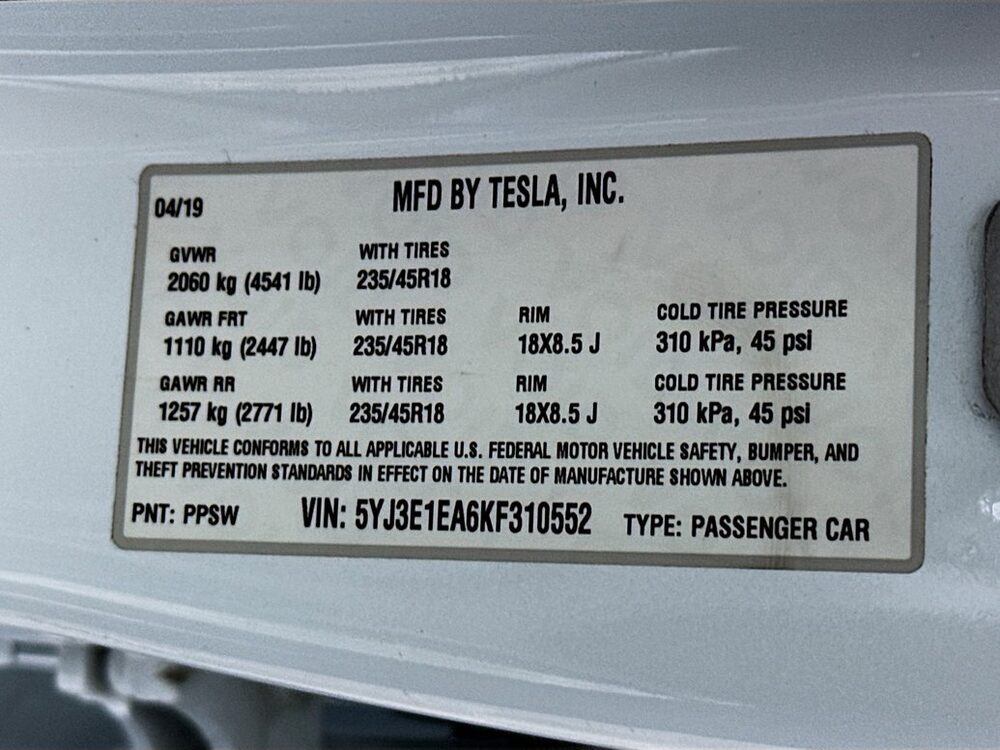 04/19 MFD BY TESLA, INC.
GVWR WITH TIRES
2060 kg (4541 lb) 235/45R18
GAWR FRT WITH TIRES RIM COLD TIRE PRESSURE
1110 kg (2447 lb) 235/45R18 18X8.5 J 310 kPa, 45 psi
GAWR RR WITH TIRES RIM COLD TIRE PRESSURE
1257 kg (2771 lb) 235/45R18 18X8.5 J 310 kPa, 45 psi
THIS VEHICLE CONFORMS TO ALL APPLICABLE U.S. FEDERAL MOTOR VEHICLE SAFETY, BUMPER, AND
THEFT PREVENTION STANDARDS IN EFFECT ON THE DATE OF MANUFACTURE SHOWN ABOVE.
PNT: PPSW VIN: 5YJ3E1EA6KF310552 TYPE: PASSENGER CAR